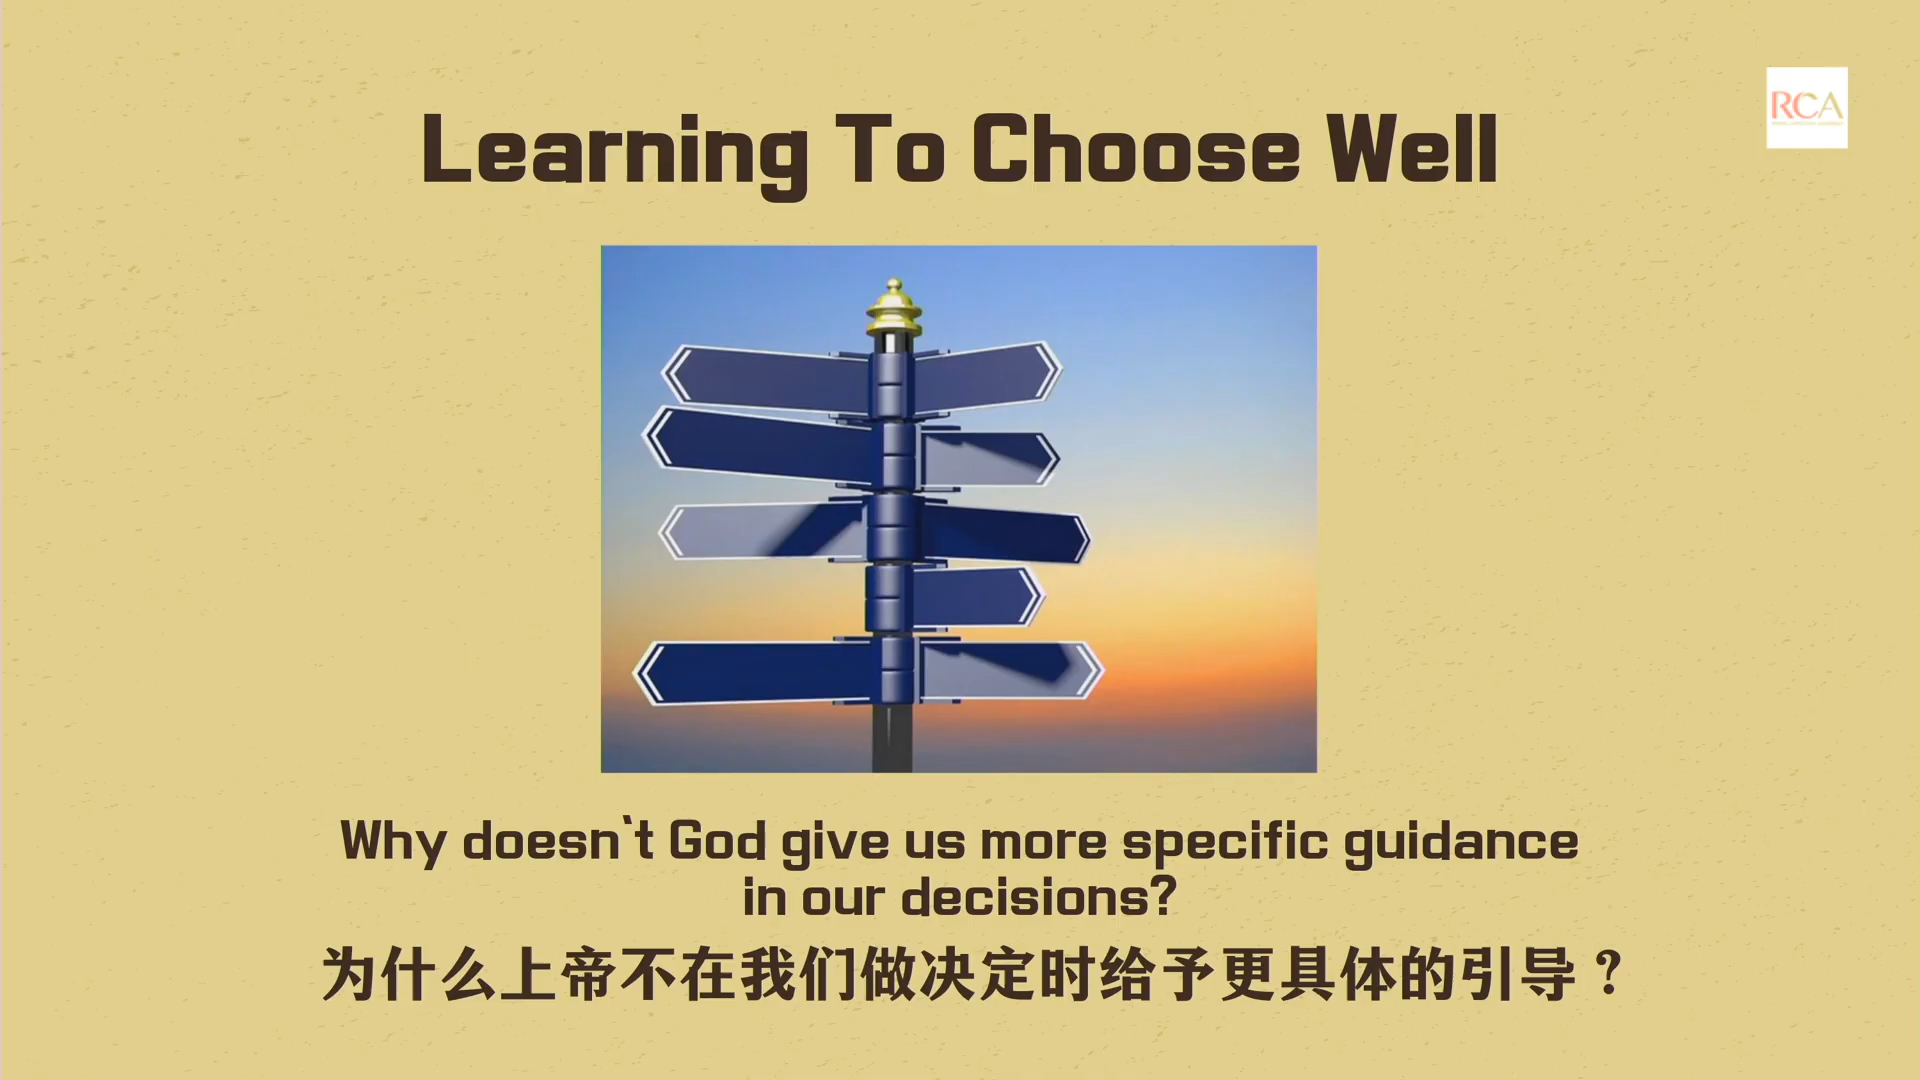 Learning To Choose Well
RCA
Why doesn`t God give us more specific guidance
in our decisions?
为什么上帝不在我们做决定时给予更具体的引导？